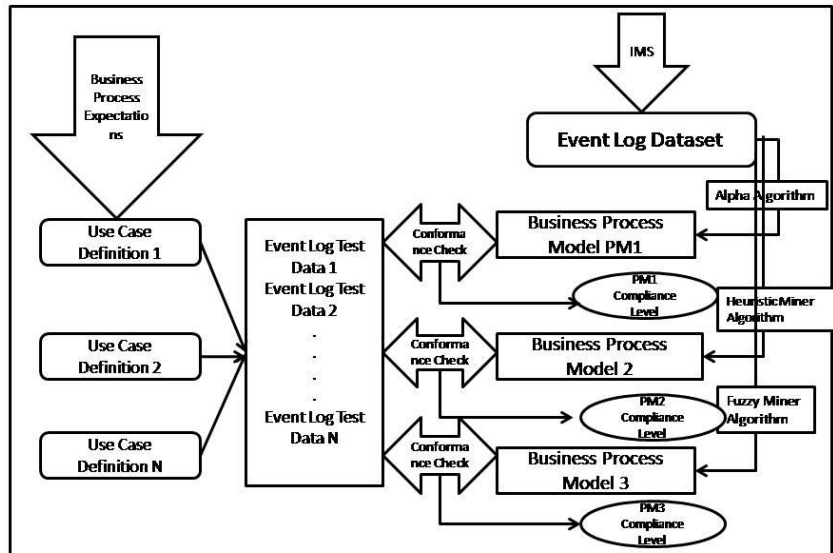 Business
Process
Expectatio
ns
IMS
Event Log Dataset
Alpha Algorithm
Use Case
Definition 1
Event Log Test
Data 1
Event Log Test
Data 2
.
.
.
.
Event Log Test
Data N
Conforma
nce Check
Business Process
Model PM1
PM1
Compliance
Level
Heuristic Miner
Algorithm
Use Case
Definition 2
Conforma
nce Check
Business Process
Model 2
PM2
Compliance
Level
Fuzzy Miner
Algorithm
Use Case
Definition N
Conforma
nce Check
Business Process
Model 3
PM3
Compliance
Level